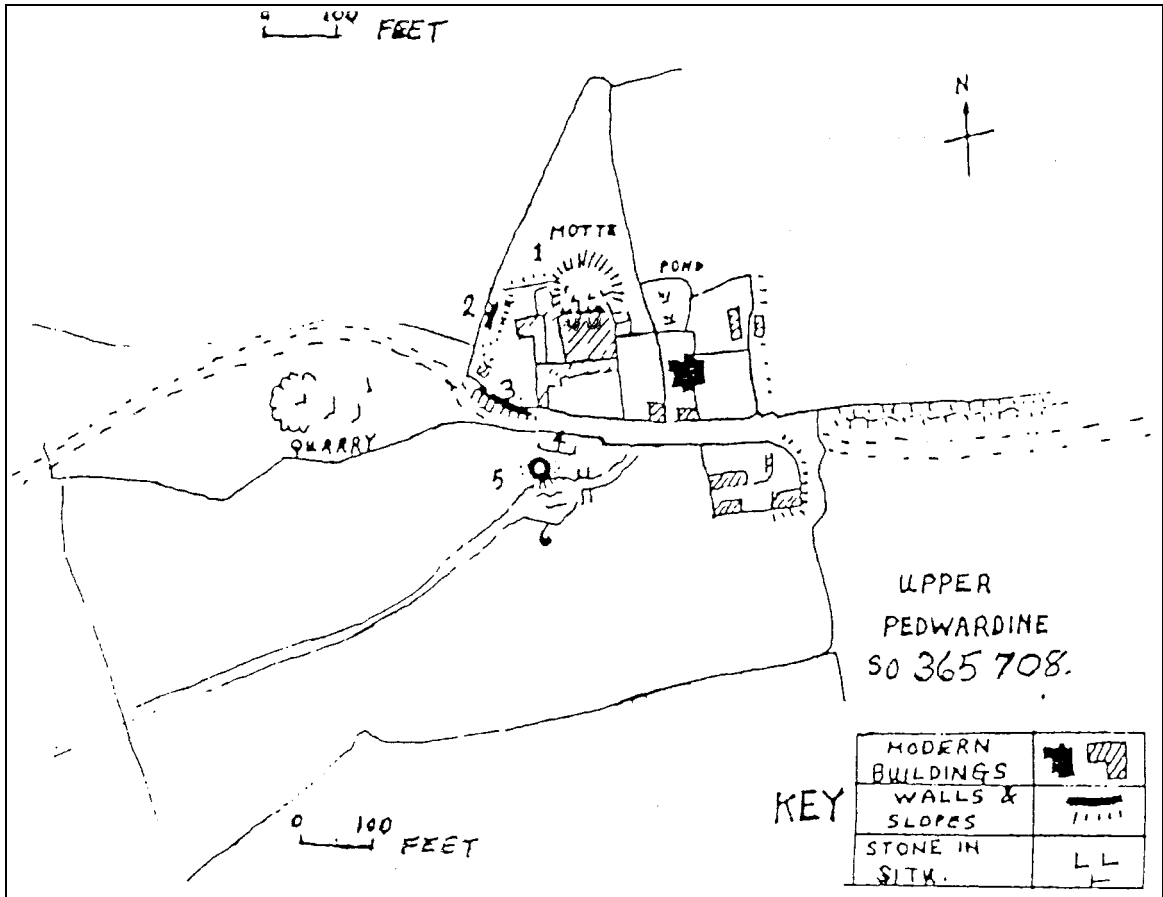 0 100 FEET
N
MOTTE
1
POND
2
3
QUARRY
4
5
6
UPPER
PEDWARDINE
SO 365 708.
KEY
MODERN
BUILDINGS
WALLS &
SLOPES
STONE IN
SITU.
0 100 FEET